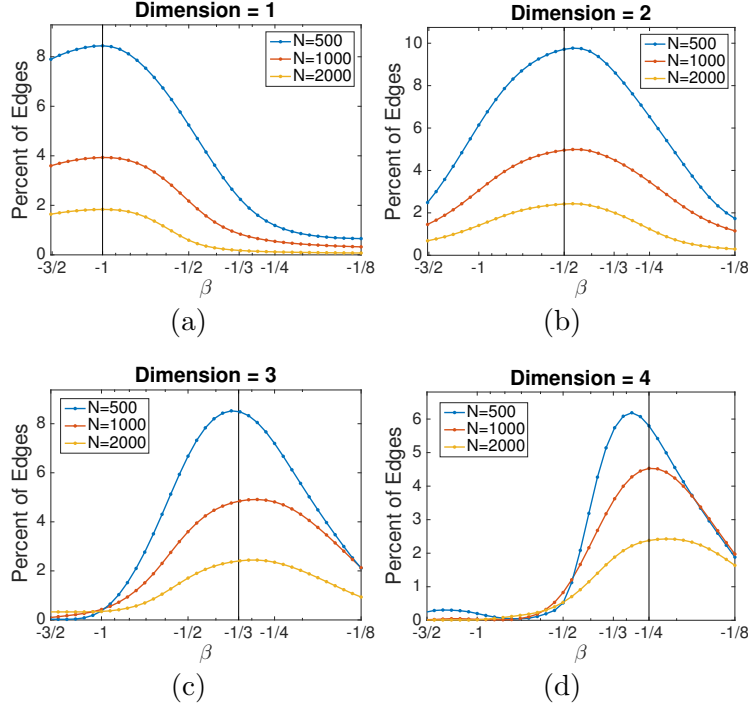 Dimension = 1
Percent of Edges
8
6
4
2
0
N=500
N=1000
N=2000
-3/2 -1 -1/2 -1/3 -1/4 -1/8
β
(a)
Dimension = 2
Percent of Edges
10
8
6
4
2
0
N=500
N=1000
N=2000
-3/2 -1 -1/2 -1/3 -1/4 -1/8
β
(b)
Dimension = 3
Percent of Edges
8
6
4
2
0
N=500
N=1000
N=2000
-3/2 -1 -1/2 -1/3 -1/4 -1/8
β
(c)
Dimension = 4
Percent of Edges
6
5
4
3
2
1
0
N=500
N=1000
N=2000
-3/2 -1 -1/2 -1/3 -1/4 -1/8
β
(d)